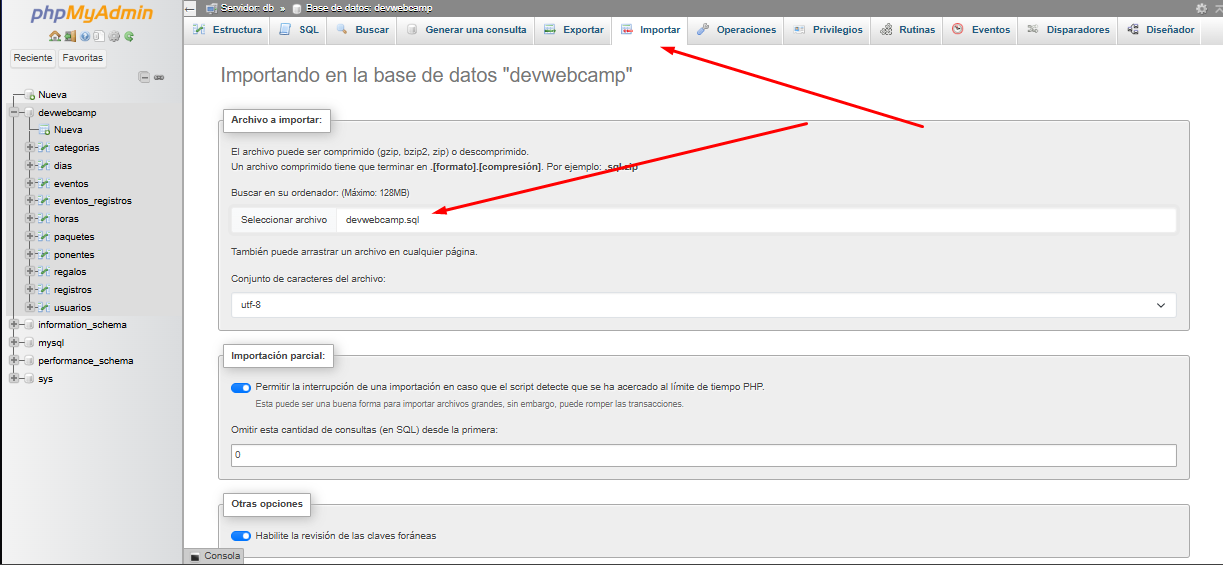 phpMyAdmin
Reciente Favoritas
Nueva
devwebcamp
Nueva
categorias
dias
eventos
eventos_registros
horas
paquetes
ponentes
regalos
registros
usuarios
information_schema
mysql
performance_schema
sys
Servidor: db » Base de datos: devwebcamp
Estructura SQL Buscar Generar una consulta Exportar Importar Operaciones Privilegios Rutinas Eventos Disparadores Diseñador
Importando en la base de datos "devwebcamp"
Archivo a importar:
El archivo puede ser comprimido (gzip, bzip2, zip) o descomprimido.
Un archivo comprimido tiene que terminar en .[formato].[compresión]. Por ejemplo: .sql.zip
Buscar en su ordenador: (Máximo: 128MB)
Seleccionar archivo devwebcamp.sql
También puede arrastrar un archivo en cualquier página.
Conjunto de caracteres del archivo:
utf-8
Importación parcial:
Permitir la interrupción de una importación en caso que el script detecte que se ha acercado al límite de tiempo PHP.
Esta puede ser una buena forma para importar archivos grandes, sin embargo, puede romper las transacciones.
Omitir esta cantidad de consultas (en SQL) desde la primera:
0
Otras opciones
Habilite la revisión de las claves foráneas
Consola